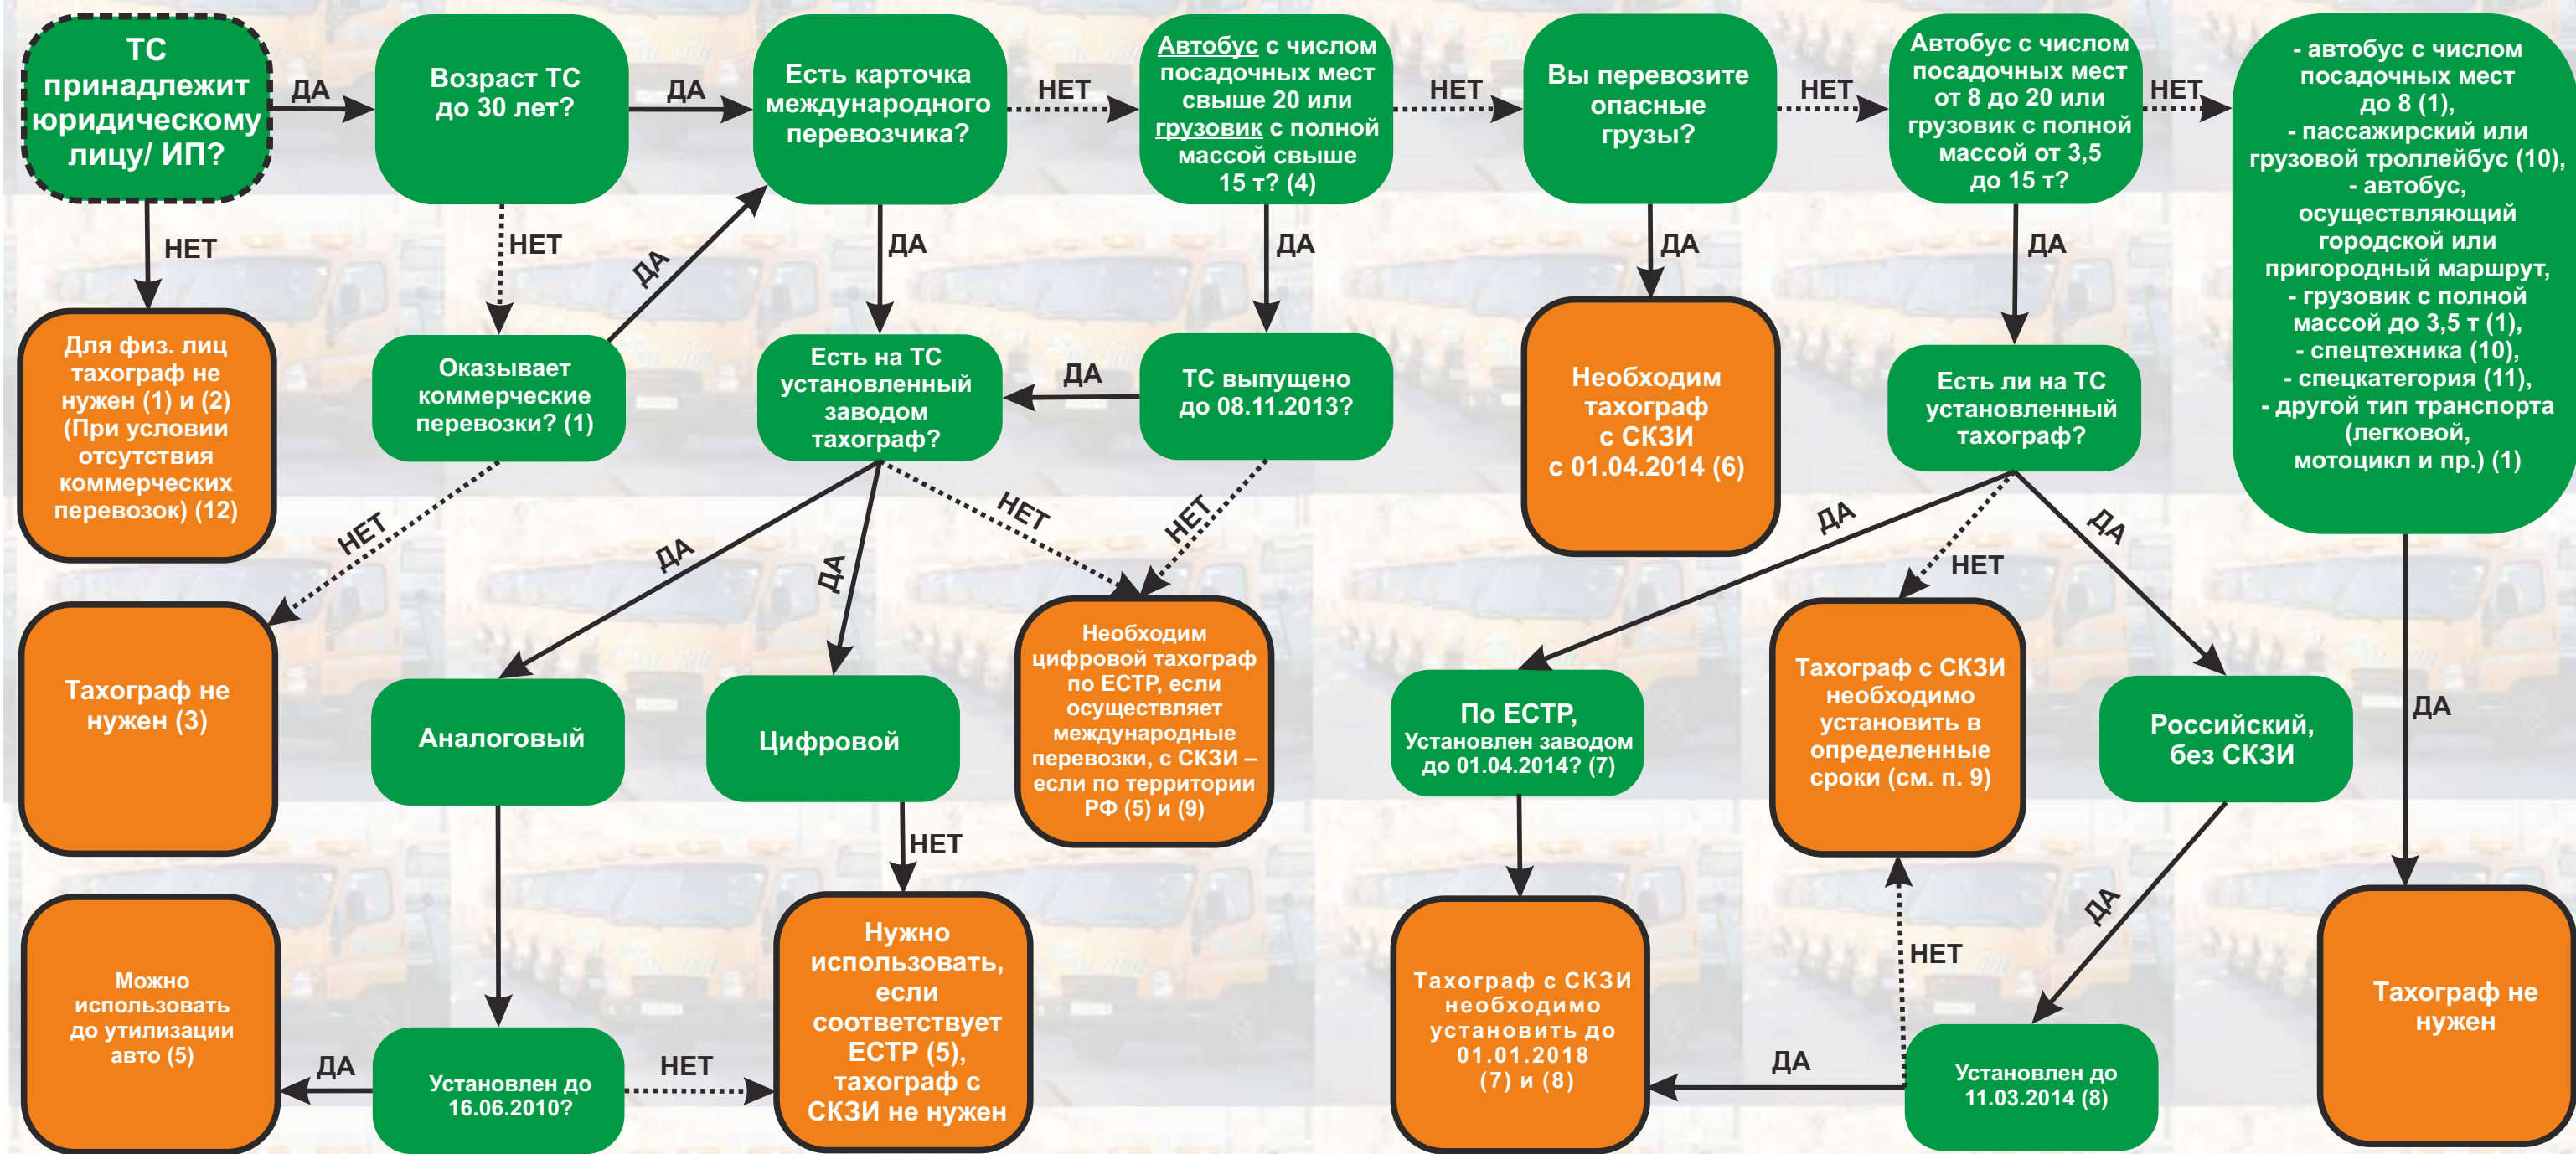 ТС
принадлежит
юридическому
лицу/ ИП?
ДА
Возраст ТС
до 30 лет?
ДА
Есть карточка
международного
перевозчика?
НЕТ
Автобус с числом
посадочных мест
свыше 20 или
грузовик с полной
массой свыше
15 т? (4)
НЕТ
Вы перевозите
опасные
грузы?
НЕТ
Автобус с числом
посадочных мест
от 8 до 20 или
грузовик с полной
массой от 3,5
до 15 т?
НЕТ
- автобус с числом
посадочных мест
до 8 (1),
- пассажирский или
грузовой троллейбус (10),
- автобус,
осуществляющий
городской или
пригородный маршрут,
- грузовик с полной
массой до 3,5 т (1),
- спецтехника (10),
- спецкатегория (11),
- другой тип транспорта
(легковой,
мотоцикл и пр.) (1)
НЕТ
НЕТ
ДА
ДА
ДА
ДА
ДА
Для физ. лиц
тахограф не
нужен (1) и (2)
(При условии
отсутствия
коммерческих
перевозок) (12)
Оказывает
коммерческие
перевозки? (1)
Есть на ТС
установленный
заводом
тахограф?
ДА
ТС выпущено
до 08.11.2013?
Необходим
тахограф
с СКЗИ
с 01.04.2014 (6)
Есть ли на ТС
установленный
тахограф?
НЕТ
ДА
ДА
НЕТ
НЕТ
ДА
НЕТ
ДА
ДА
Тахограф не
нужен (3)
Аналоговый
Цифровой
Необходим
цифровой тахограф
по ЕСТР, если
осуществляет
международные
перевозки, с СКЗИ –
если по территории
РФ (5) и (9)
По ЕСТР,
Установлен заводом
до 01.04.2014? (7)
Тахограф с СКЗИ
необходимо
установить в
определенные
сроки (см. п. 9)
Российский,
без СКЗИ
НЕТ
НЕТ
ДА
Можно
использовать
до утилизации
авто (5)
ДА
Установлен до
16.06.2010?
НЕТ
Нужно
использовать,
если
соответствует
ЕСТР (5),
тахограф с
СКЗИ не нужен
Тахограф с СКЗИ
необходимо
установить до
01.01.2018
(7) и (8)
ДА
Установлен до
11.03.2014 (8)
Тахограф не
нужен